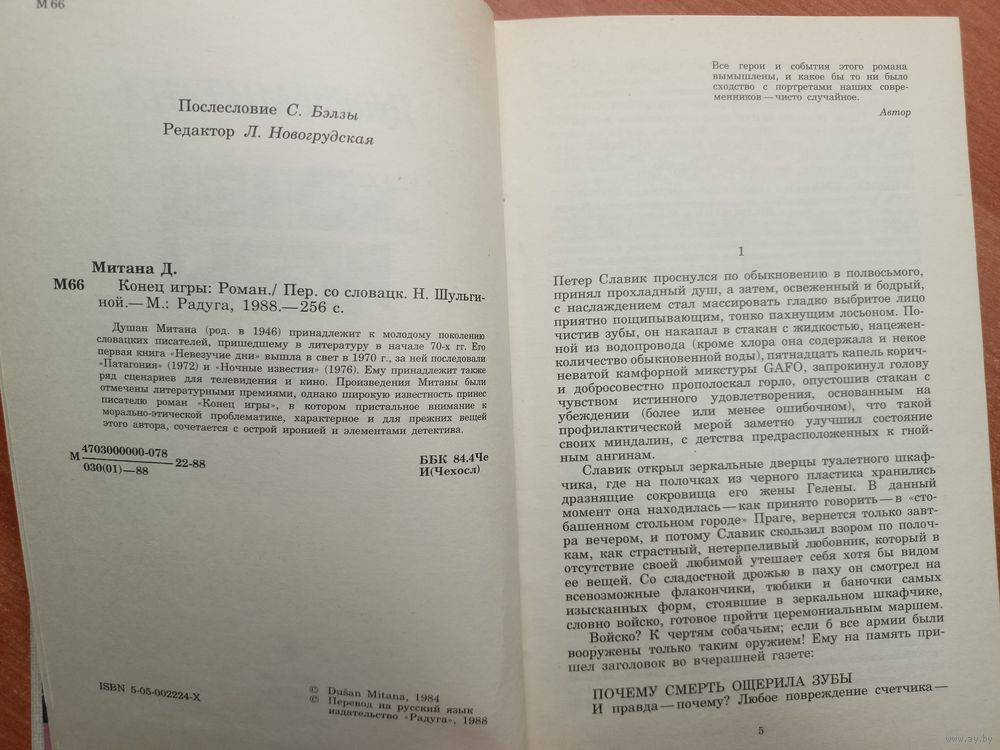 М 66
Послесловие С. Бэлзы
Редактор Л. Новогрудская
Митана Д.
М66 Конец игры: Роман./ Пер. со словацк. Н. Шульги-
ной.— М.: Радуга, 1988.—256 с.
Душан Митана (род. в 1946) принадлежит к молодому поколению
словацких писателей, пришедшему в литературу в начале 70-х гг. Его
первая книга «Невезучие дни» вышла в свет в 1970 г., за ней последовали
«Патагония» (1972) и «Ночные известия» (1976). Ему принадлежит также
ряд сценариев для телевидения и кино. Произведения Митаны были
отмечены литературными премиями, однако широкую известность принес
писателю роман «Конец игры», в котором пристальное внимание к
морально-этической проблематике, характерное и для прежних вещей
этого автора, сочетается с острой иронией и элементами детектива.
М 4703000000-078
030(01)—88 22-88
ББК 84.4Че
И(Чехосл)
ISBN 5-05-002224-X
© Dušan Mitana, 1984
© Перевод на русский язык
издательство «Радуга», 1988
Все герои и события этого романа
вымышлены, и какое бы то ни было
сходство с портретами наших совре-
менников — чисто случайное.
Автор
1
Петер Славик проснулся по обыкновению в полвосьмого,
принял прохладный душ, а затем, освеженный и бодрый,
с наслаждением стал массировать гладко выбритое лицо
приятно пощипывающим, тонко пахнущим лосьоном. По-
чистив зубы, он накапал в стакан с жидкостью, нацежен-
ной из водопровода (кроме хлора она содержала и некое
количество обыкновенной воды), пятнадцать капель корич-
неватой камфорной микстуры GAFO, запрокинул голову
и добросовестно прополоскал горло, опустошив стакан с
чувством истинного удовлетворения, основанным на
убеждении (более или менее ошибочном), что такой
профилактической мерой заметно улучшил состояние
своих миндалин, с детства предрасположенных к гной-
ным ангинам.
Славик открыл зеркальные дверцы туалетного шкаф-
чика, где на полочках из черного пластика хранились
дразнящие сокровища его жены Гелены. В данный
момент она находилась — как принято говорить — в «сто-
башенном стольном городе» Праге, вернется только завт-
ра вечером, и потому Славик скользил взором по полоч-
кам, как страстный, нетерпеливый любовник, который в
отсутствие своей любимой утешает себя хотя бы видом
ее вещей. Со сладостной дрожью в паху он смотрел на
всевозможные флакончики, тюбики и баночки самых
изысканных форм, стоявшие в зеркальном шкафчике,
словно войско, готовое пройти церемониальным маршем.
Войско? К чертям собачьим; если б все армии были
вооружены только таким оружием! Ему на память при-
шел заголовок во вчерашней газете:
ПОЧЕМУ СМЕРТЬ ОЩЕРИЛА ЗУБЫ
И правда — почему? Любое повреждение счетчика —
5
www.ay.by